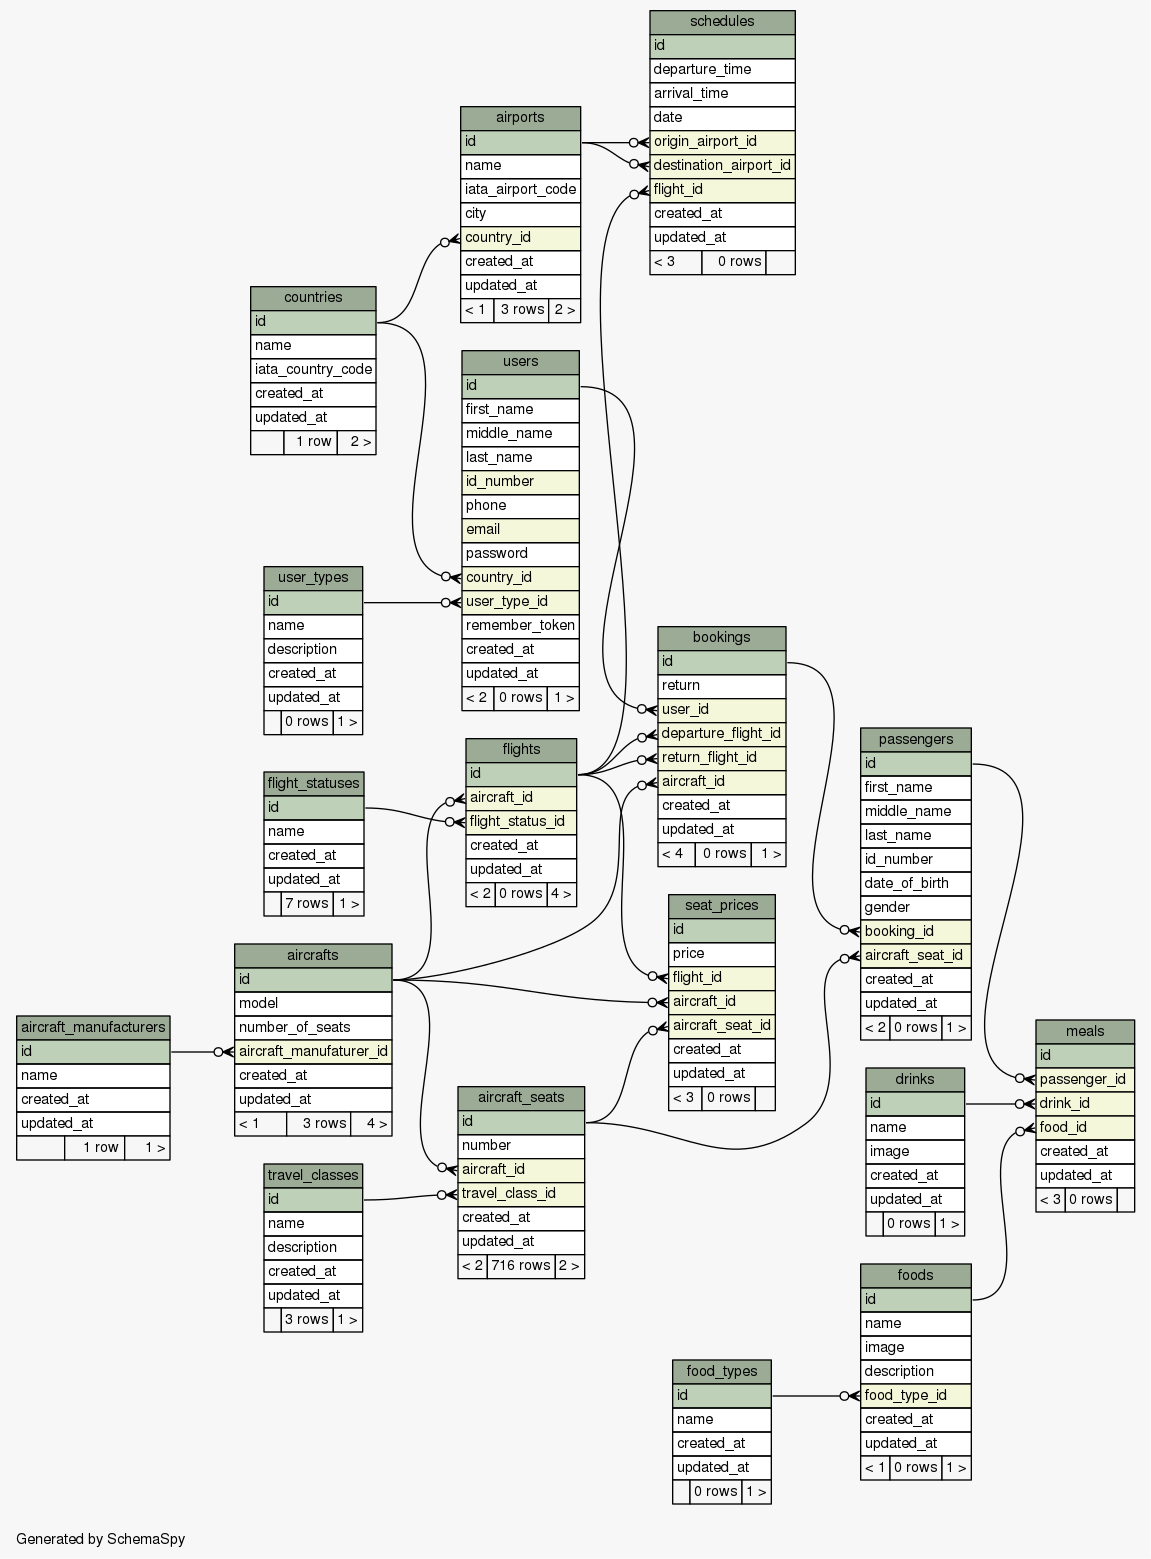 schedules
id
departure_time
arrival_time
date
origin_airport_id
destination_airport_id
flight_id
created_at
updated_at
< 3 0 rows
airports
id
name
iata_airport_code
city
country_id
created_at
updated_at
< 1 3 rows 2 >
countries
id
name
iata_country_code
created_at
updated_at
1 row 2 >
users
id
first_name
middle_name
last_name
id_number
phone
email
password
country_id
user_type_id
remember_token
created_at
updated_at
< 2 0 rows 1 >
user_types
id
name
description
created_at
updated_at
0 rows 1 >
bookings
id
return
user_id
departure_flight_id
return_flight_id
aircraft_id
created_at
updated_at
< 4 0 rows 1 >
flights
id
aircraft_id
flight_status_id
created_at
updated_at
< 2 0 rows 4 >
flight_statuses
id
name
created_at
updated_at
7 rows 1 >
passengers
id
first_name
middle_name
last_name
id_number
date_of_birth
gender
booking_id
aircraft_seat_id
created_at
updated_at
< 2 0 rows 1 >
seat_prices
id
price
flight_id
aircraft_id
aircraft_seat_id
created_at
updated_at
< 3 0 rows
aircrafts
id
model
number_of_seats
aircraft_manufaturer_id
created_at
updated_at
< 1 3 rows 4 >
aircraft_manufacturers
id
name
created_at
updated_at
1 row 1 >
meals
id
passenger_id
drink_id
food_id
created_at
updated_at
< 3 0 rows
drinks
id
name
image
created_at
updated_at
0 rows 1 >
aircraft_seats
id
number
aircraft_id
travel_class_id
created_at
updated_at
< 2 716 rows 2 >
travel_classes
id
name
description
created_at
updated_at
3 rows 1 >
foods
id
name
image
description
food_type_id
created_at
updated_at
< 1 0 rows 1 >
food_types
id
name
created_at
updated_at
0 rows 1 >
Generated by SchemaSpy